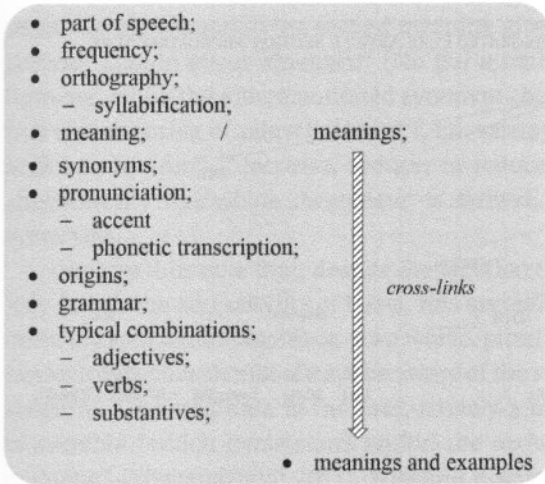 • part of speech;
• frequency;
• orthography;
– syllabification;
• meaning; / meanings;
• synonyms;
• pronunciation;
– accent
– phonetic transcription;
• origins;
cross-links
• grammar;
• typical combinations;
– adjectives;
– verbs;
– substantives;
• meanings and examples